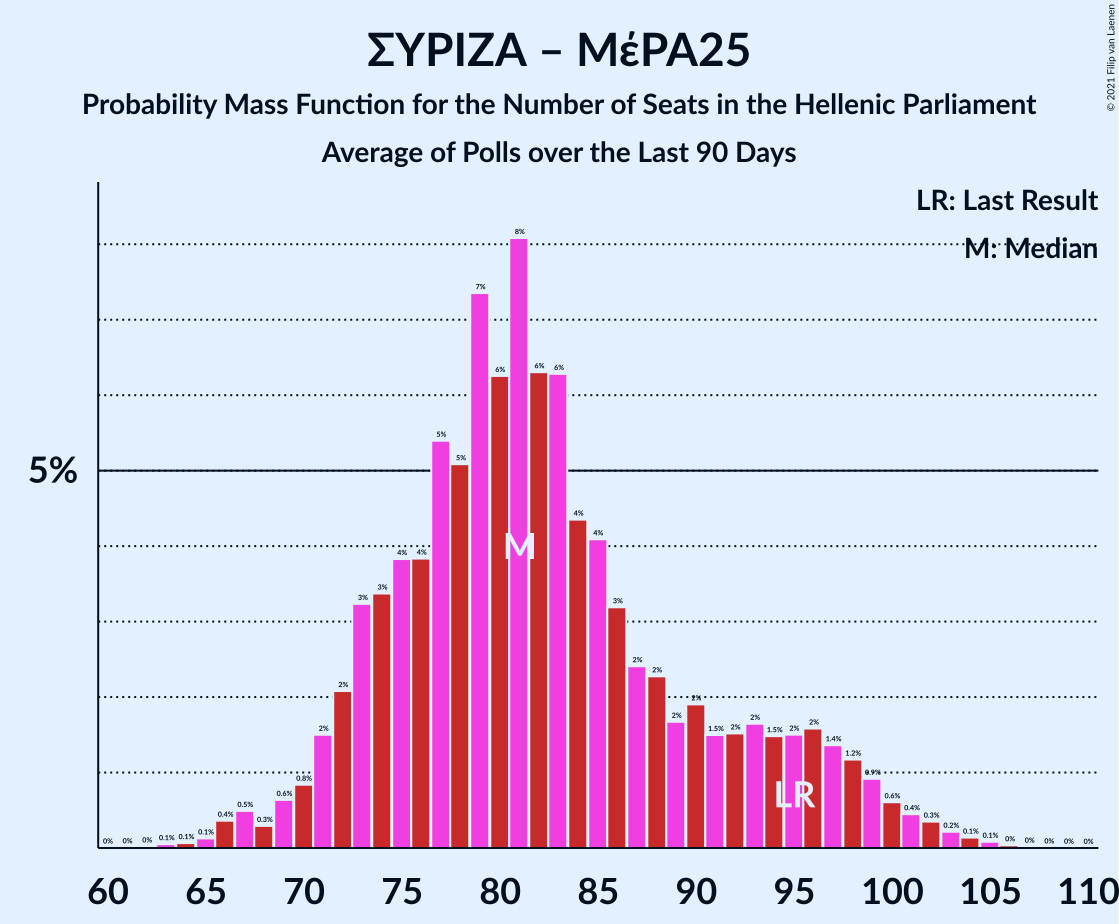 ΣΥΡΙΖΑ – ΜέΡΑ25
Probability Mass Function for the Number of Seats in the Hellenic Parliament
Average of Polls over the Last 90 Days
© 2021 Filip van Laenen
LR: Last Result
M: Median
5%
0% 0% 0% 0.1% 0.1% 0.1% 0.4% 0.5% 0.3% 0.6% 0.8% 2% 2% 3% 3% 4% 4% 5% 5% 7% 6% 8% 6% 6% 4% 4% 3% 2% 2% 2% 2% 1.5% 2% 2% 1.5% 2% 2% 1.4% 1.2% 0.9% 0.6% 0.4% 0.3% 0.2% 0.1% 0.1% 0% 0% 0% 0% 0%
M
LR
60 65 70 75 80 85 90 95 100 105 110